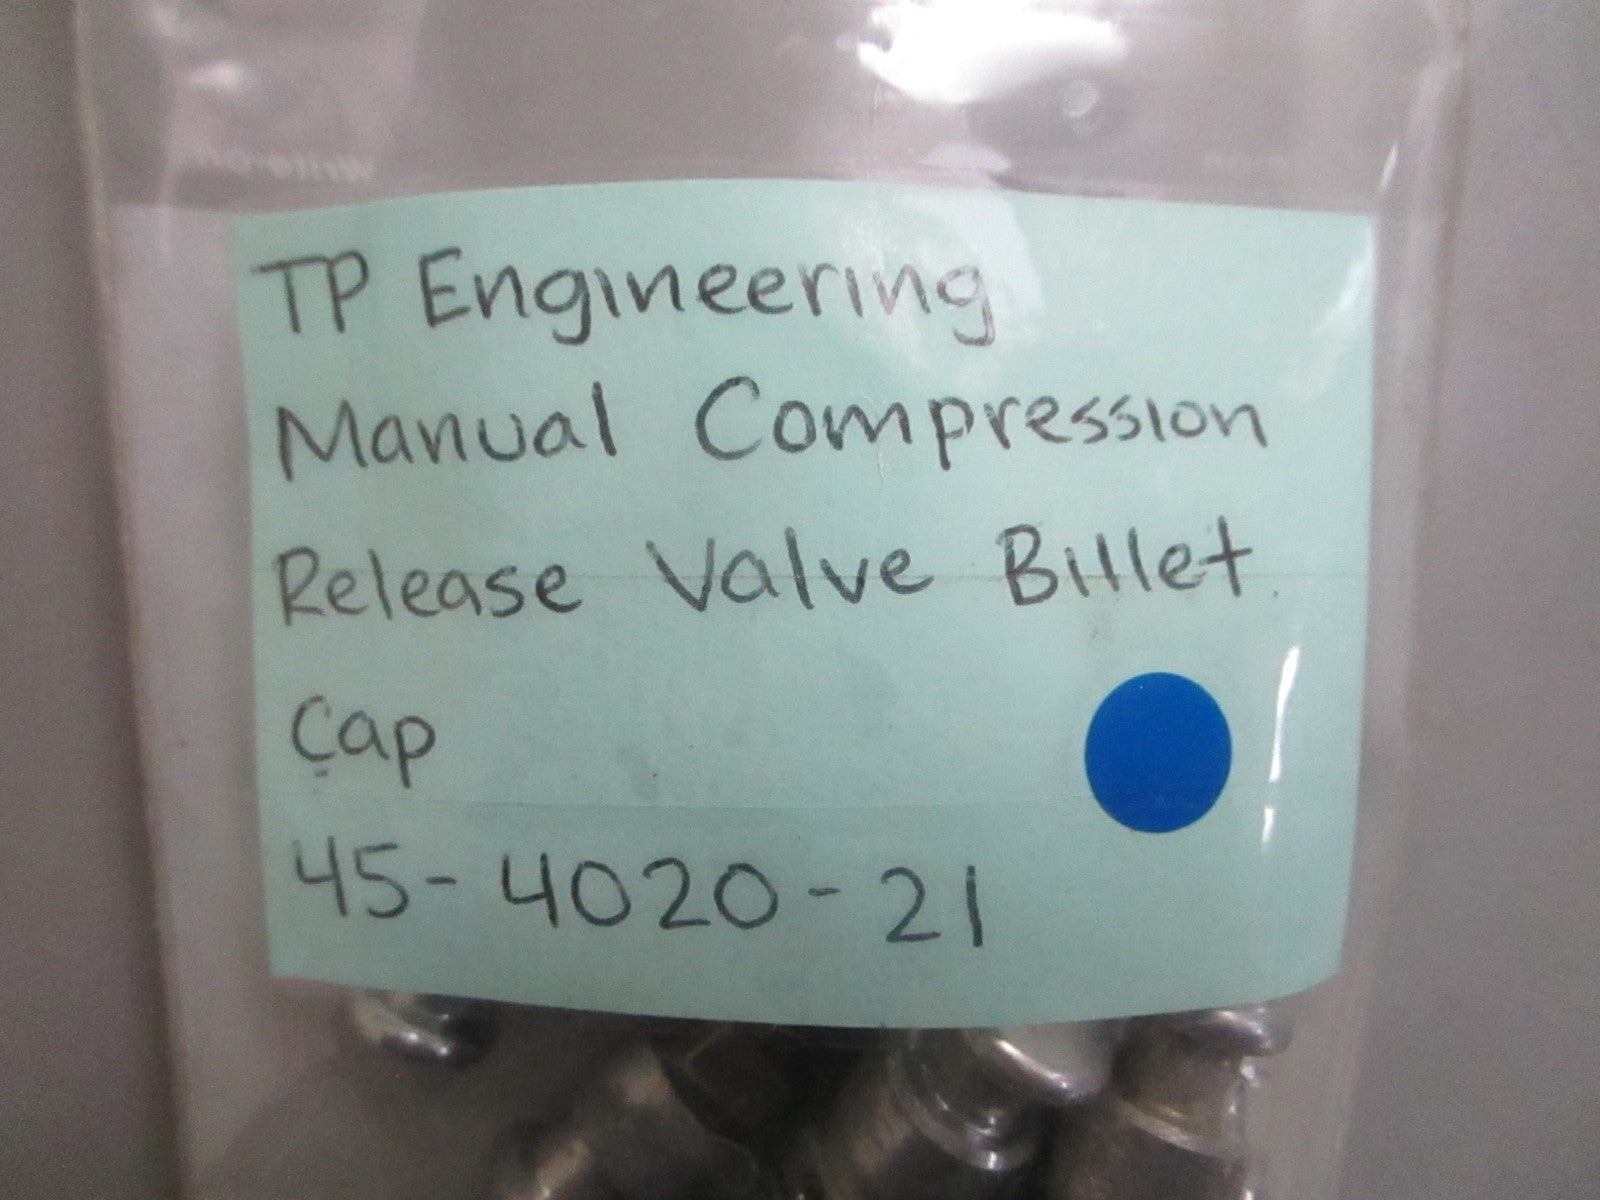 TP Engineering
Manual Compression
Release Valve Billet
Cap
45-4020-21